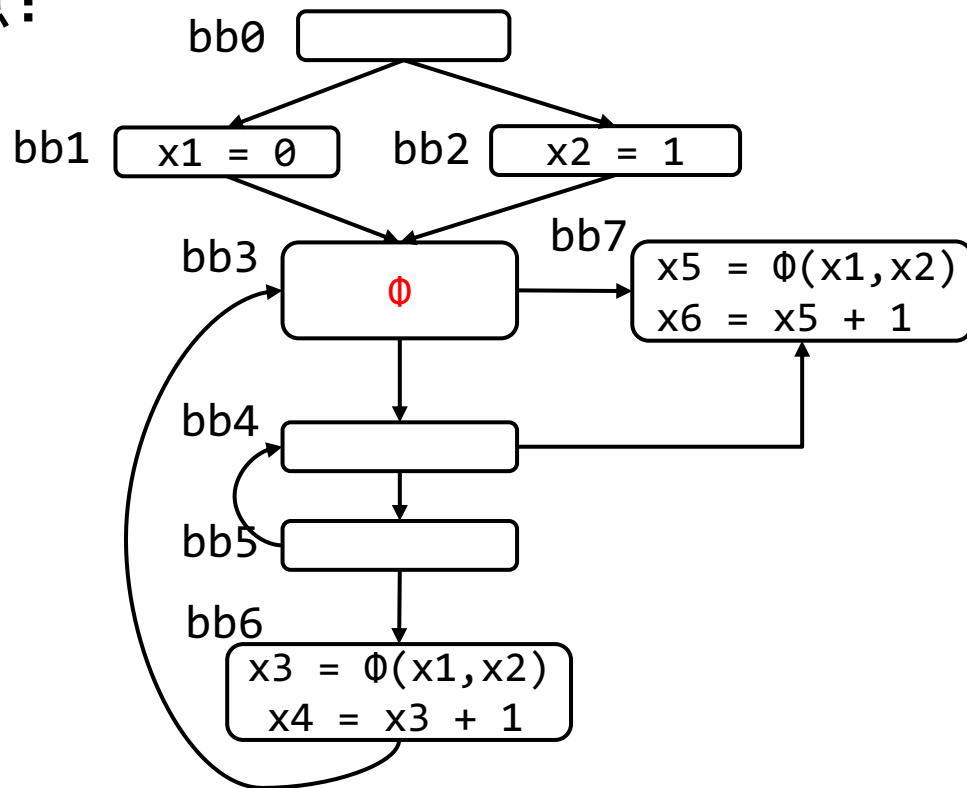 bb0
bb1
x1 = 0
bb2
x2 = 1
bb3
Φ
bb7
x5 = Φ(x1,x2)
x6 = x5 + 1
bb4
bb5
bb6
x3 = Φ(x1,x2)
x4 = x3 + 1